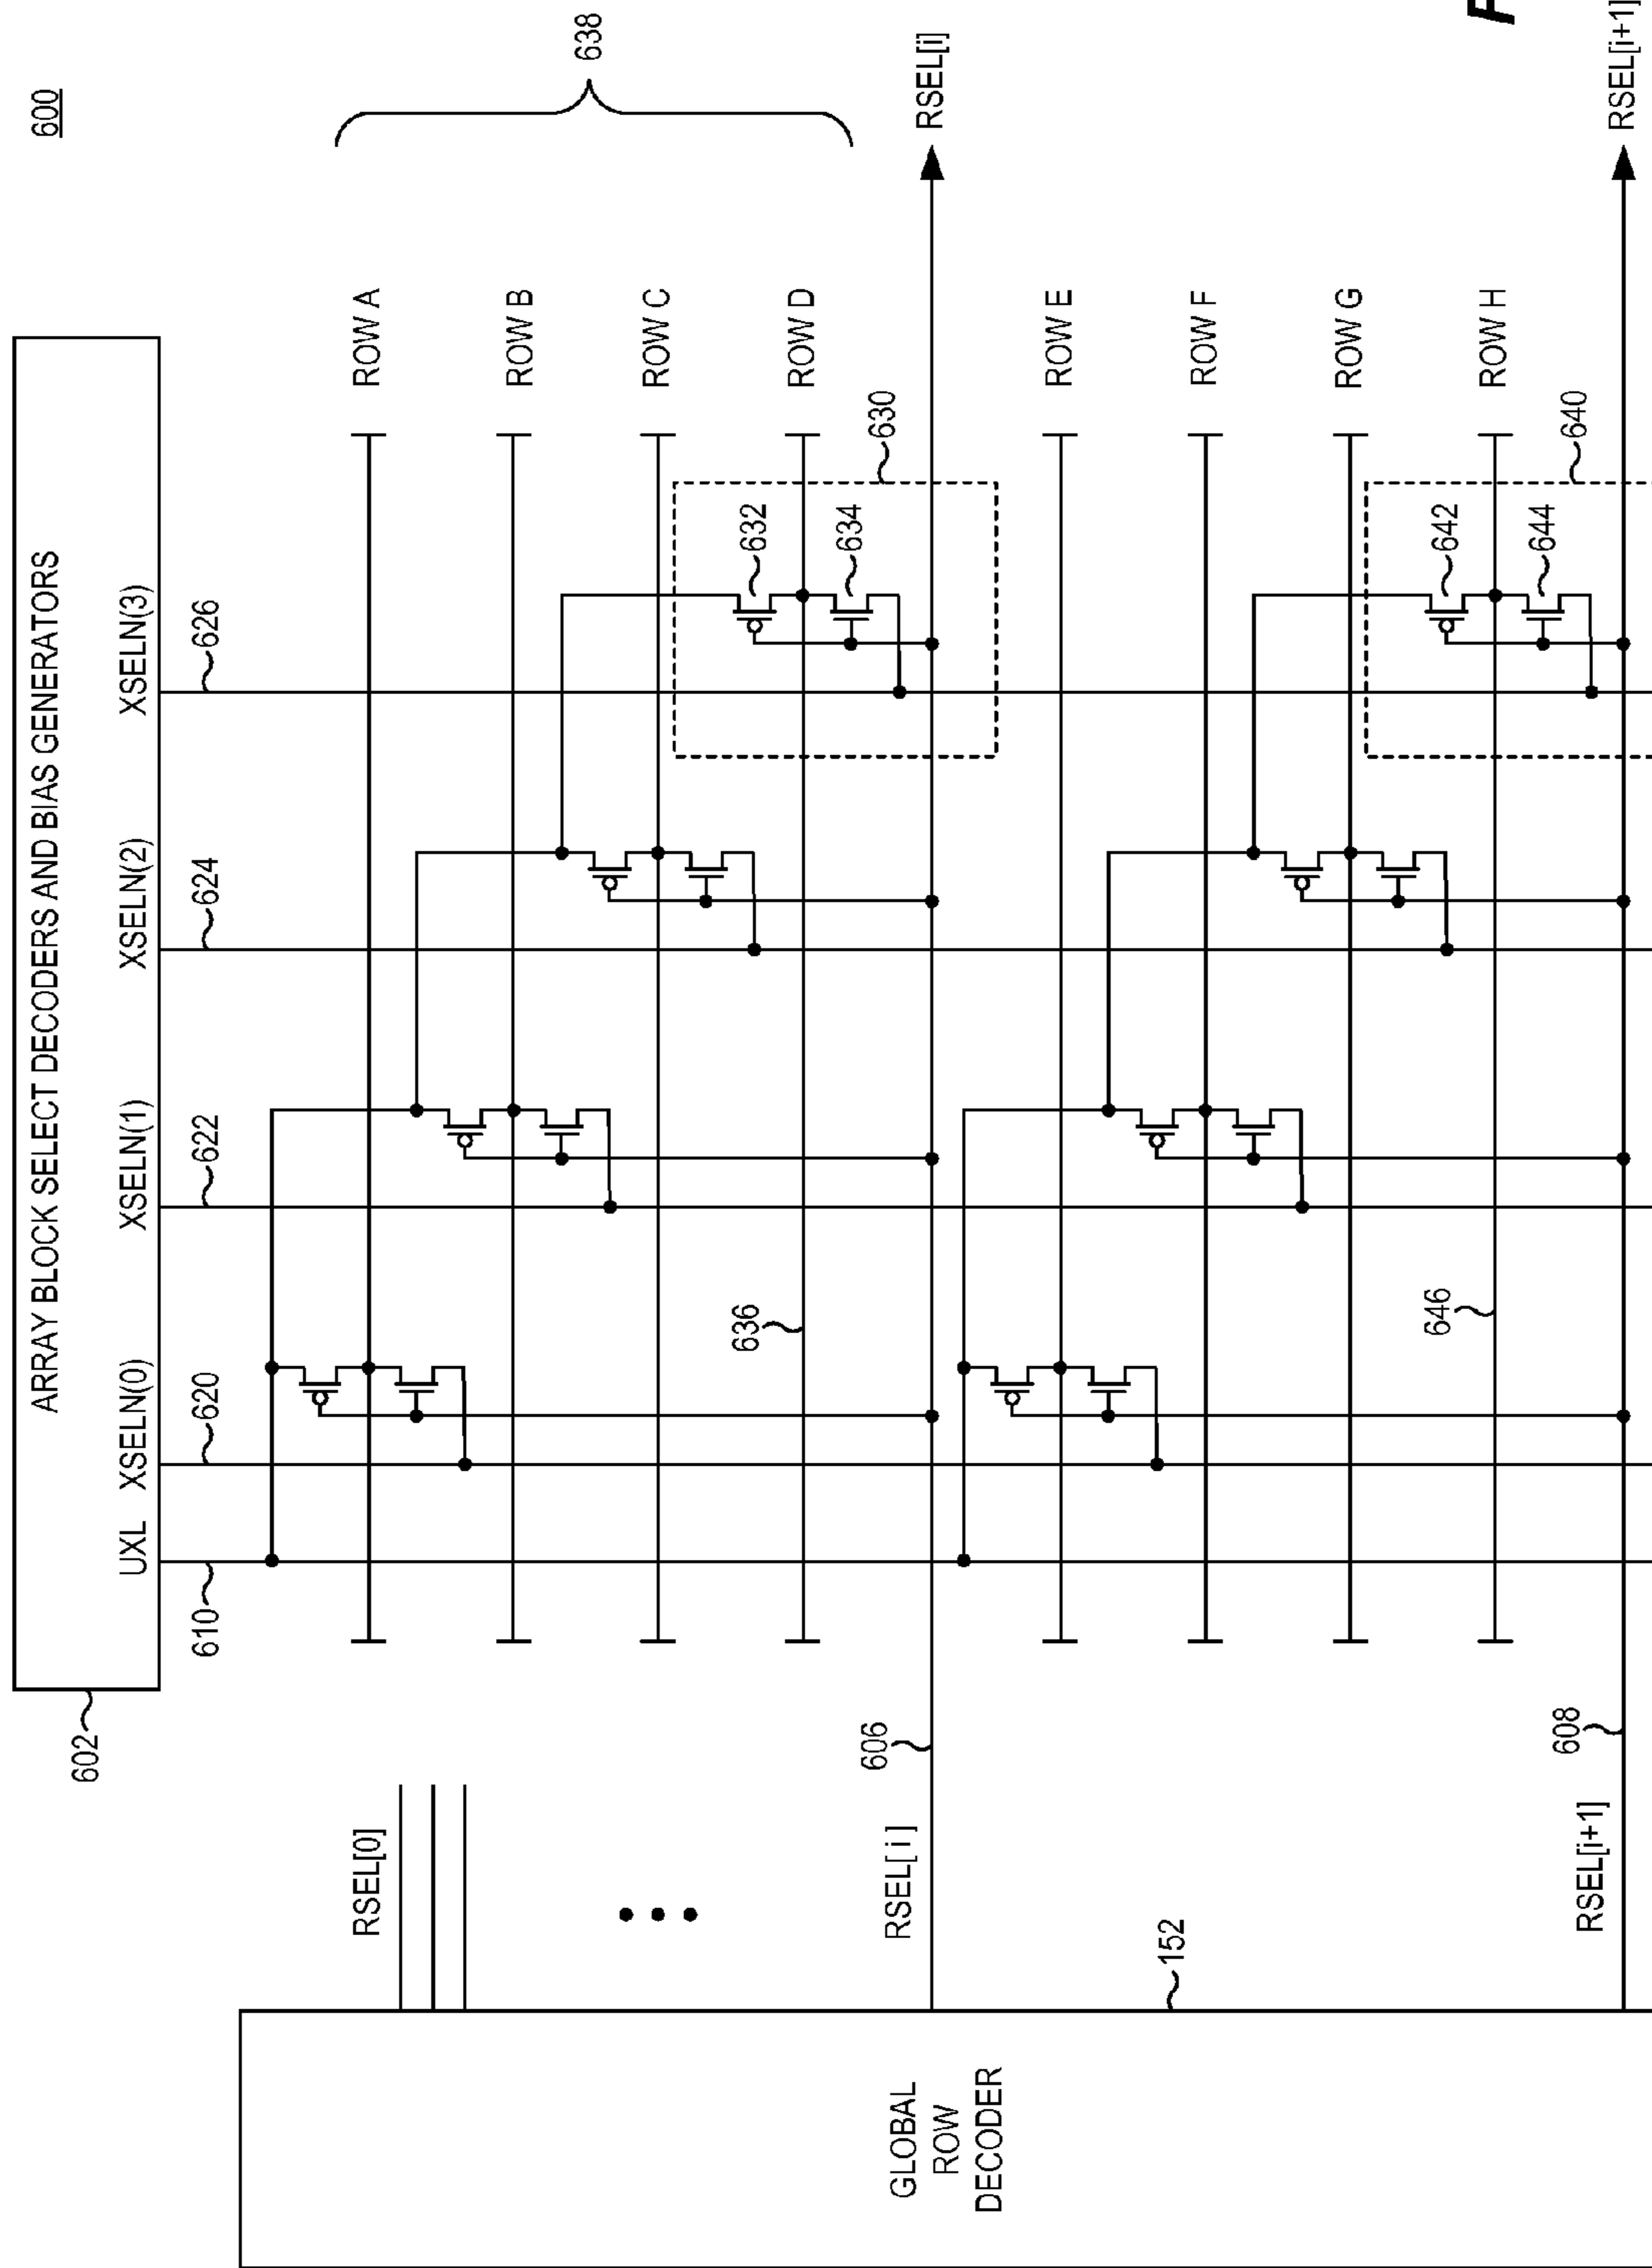 600
ARRAY BLOCK SELECT DECODERS AND BIAS GENERATORS
UXL XSELN(0) XSELN(1) XSELN(2) XSELN(3)
602
610
620
622
624
626
638
ROW A
ROW B
ROW C
ROW D
630
632
634
636
RSEL[0]
RSEL[ i ]
606
RSEL[i]
ROW E
ROW F
ROW G
ROW H
640
642
644
646
152
GLOBAL
ROW
DECODER
RSEL[i+1]
608
RSEL[i+1]